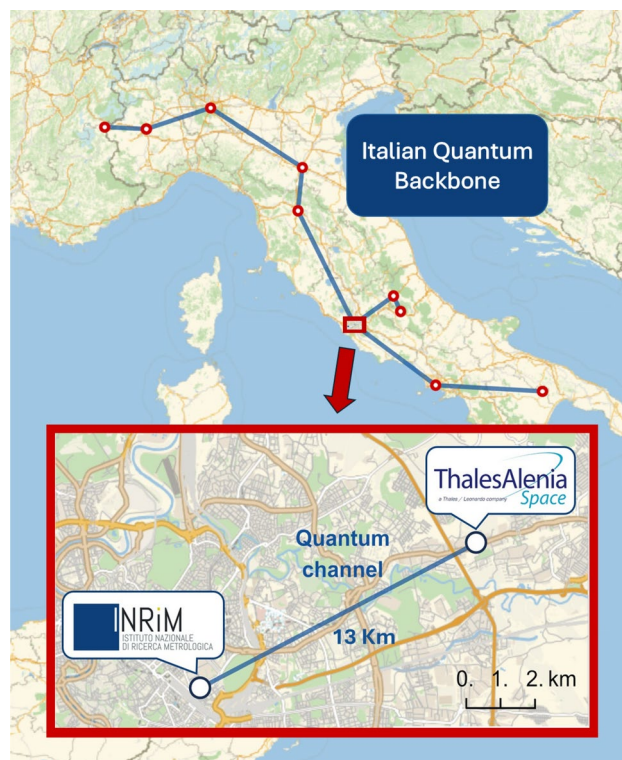 Italian Quantum
Backbone
ThalesAlenia
a Thales / Leonardo company
Space
Quantum
channel
INRiM
ISTITUTO NAZIONALE
DI RICERCA METROLOGICA
13 Km
0. 1. 2. km